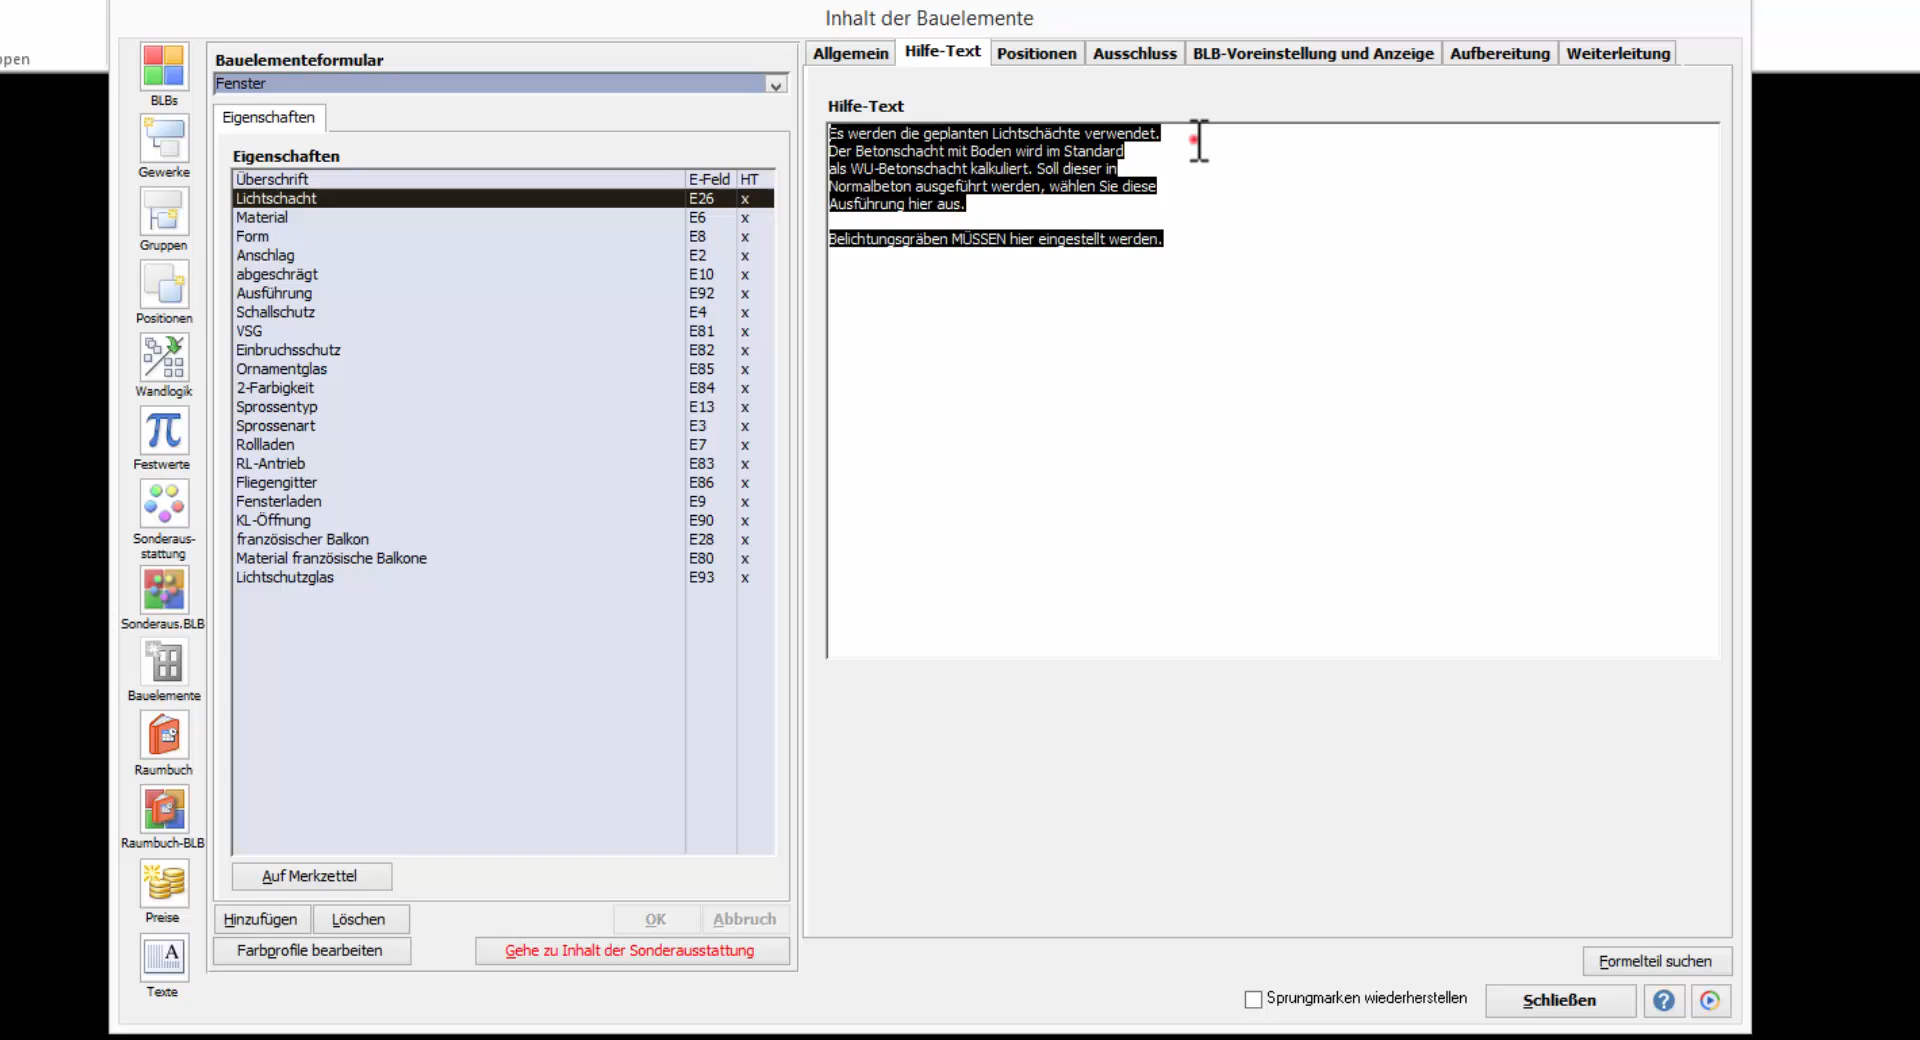 Inhalt der Bauelemente
ppen
BLBs
Gewerke
Gruppen
Positionen
Wandlogik
Festwerte
Sonderaus-
stattung
Sonderaus.BLB
Bauelemente
Raumbuch
Raumbuch-BLB
Preise
A
Texte
Bauelementeformular
Fenster
Eigenschaften
Eigenschaften
Überschrift E-Feld HT
Lichtschacht E26 x
Material E6 x
Form E8 x
Anschlag E2 x
abgeschrägt E10 x
Ausführung E92 x
Schallschutz E4 x
VSG E81 x
Einbruchsschutz E82 x
Ornamentglas E85 x
2-Farbigkeit E84 x
Sprossentyp E13 x
Sprossenart E3 x
Rollladen E7 x
RL-Antrieb E83 x
Fliegengitter E86 x
Fensterladen E9 x
KL-Öffnung E90 x
französischer Balkon E28 x
Material französische Balkone E80 x
Lichtschutzglas E93 x
Auf Merkzettel
Hinzufügen Löschen OK Abbruch
Farbprofile bearbeiten Gehe zu Inhalt der Sonderausstattung
Allgemein Hilfe-Text Positionen Ausschluss BLB-Voreinstellung und Anzeige Aufbereitung Weiterleitung
Hilfe-Text
Es werden die geplanten Lichtschächte verwendet.
Der Betonschacht mit Boden wird im Standard
als WU-Betonschacht kalkuliert. Soll dieser in
Normalbeton ausgeführt werden, wählen Sie diese
Ausführung hier aus.
Belichtungsgräben MÜSSEN hier eingestellt werden.
Formelteil suchen
Sprungmarken wiederherstellen Schließen ?